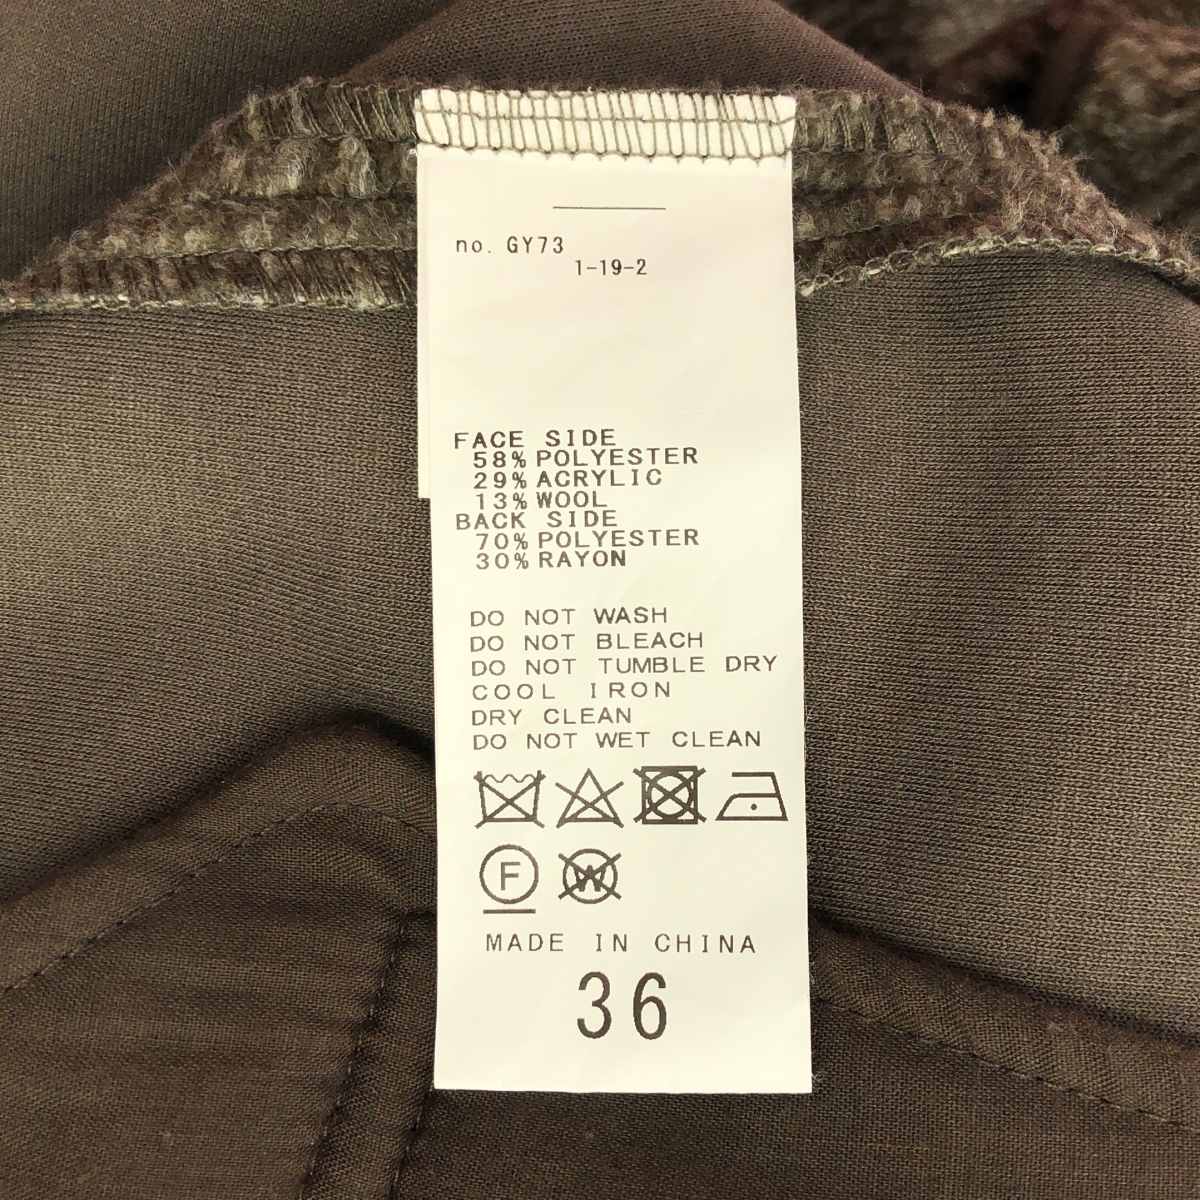 no. GY73
1-19-2
FACE SIDE
58% POLYESTER
29% ACRYLIC
13% WOOL
BACK SIDE
70% POLYESTER
30% RAYON
DO NOT WASH
DO NOT BLEACH
DO NOT TUMBLE DRY
COOL IRON
DRY CLEAN
DO NOT WET CLEAN
F W
MADE IN CHINA
36